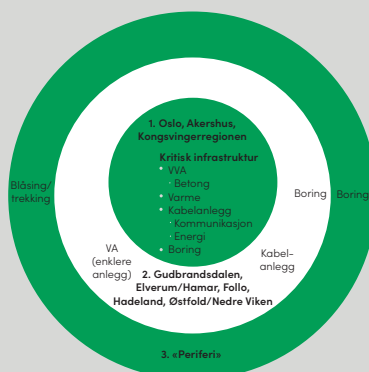 1. Oslo, Akershus,
Kongsvingerregionen
Kritisk infrastruktur
• VVA
· Betong
• Varme
• Kabelanlegg
· Kommunikasjon
· Energi
• Boring
Blåsing/
trekking
Boring
Boring
VA
(enklere
anlegg)
Kabel-
anlegg
2. Gudbrandsdalen,
Elverum/Hamar, Follo,
Hadeland, Østfold/Nedre Viken
3. «Periferi»